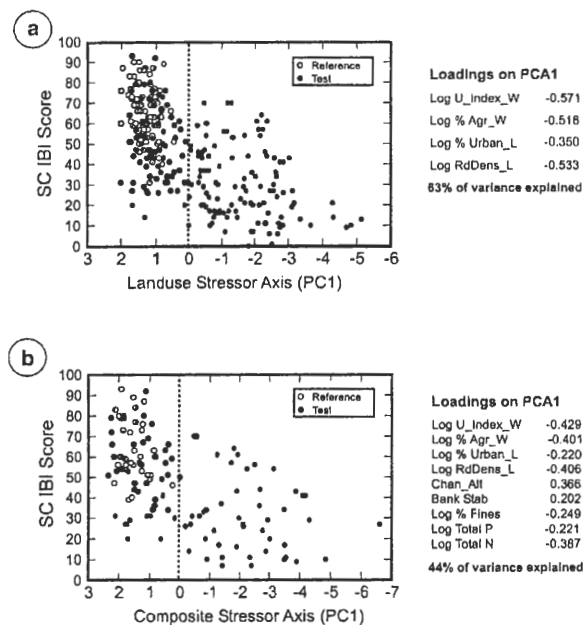 a
100
90
80
70
60
50
40
30
20
10
0
SC IBI Score
Reference
Test
3 2 1 0 -1 -2 -3 -4 -5 -6
Landuse Stressor Axis (PC1)
Loadings on PCA1
Log U_Index_W -0.571
Log % Agr_W -0.516
Log % Urban_L -0.350
Log RdDens_L -0.533
63% of variance explained
b
100
90
80
70
60
50
40
30
20
10
0
SC IBI Score
Reference
Test
3 2 1 0 -1 -2 -3 -4 -5 -6 -7
Composite Stressor Axis (PC1)
Loadings on PCA1
Log U_Index_W -0.429
Log % Agr_W -0.401
Log % Urban_L -0.220
Log RdDens_L -0.406
Chan_Alt 0.366
Bank Stab 0.202
Log % Fines -0.249
Log Total P -0.221
Log Total N -0.387
44% of variance explained